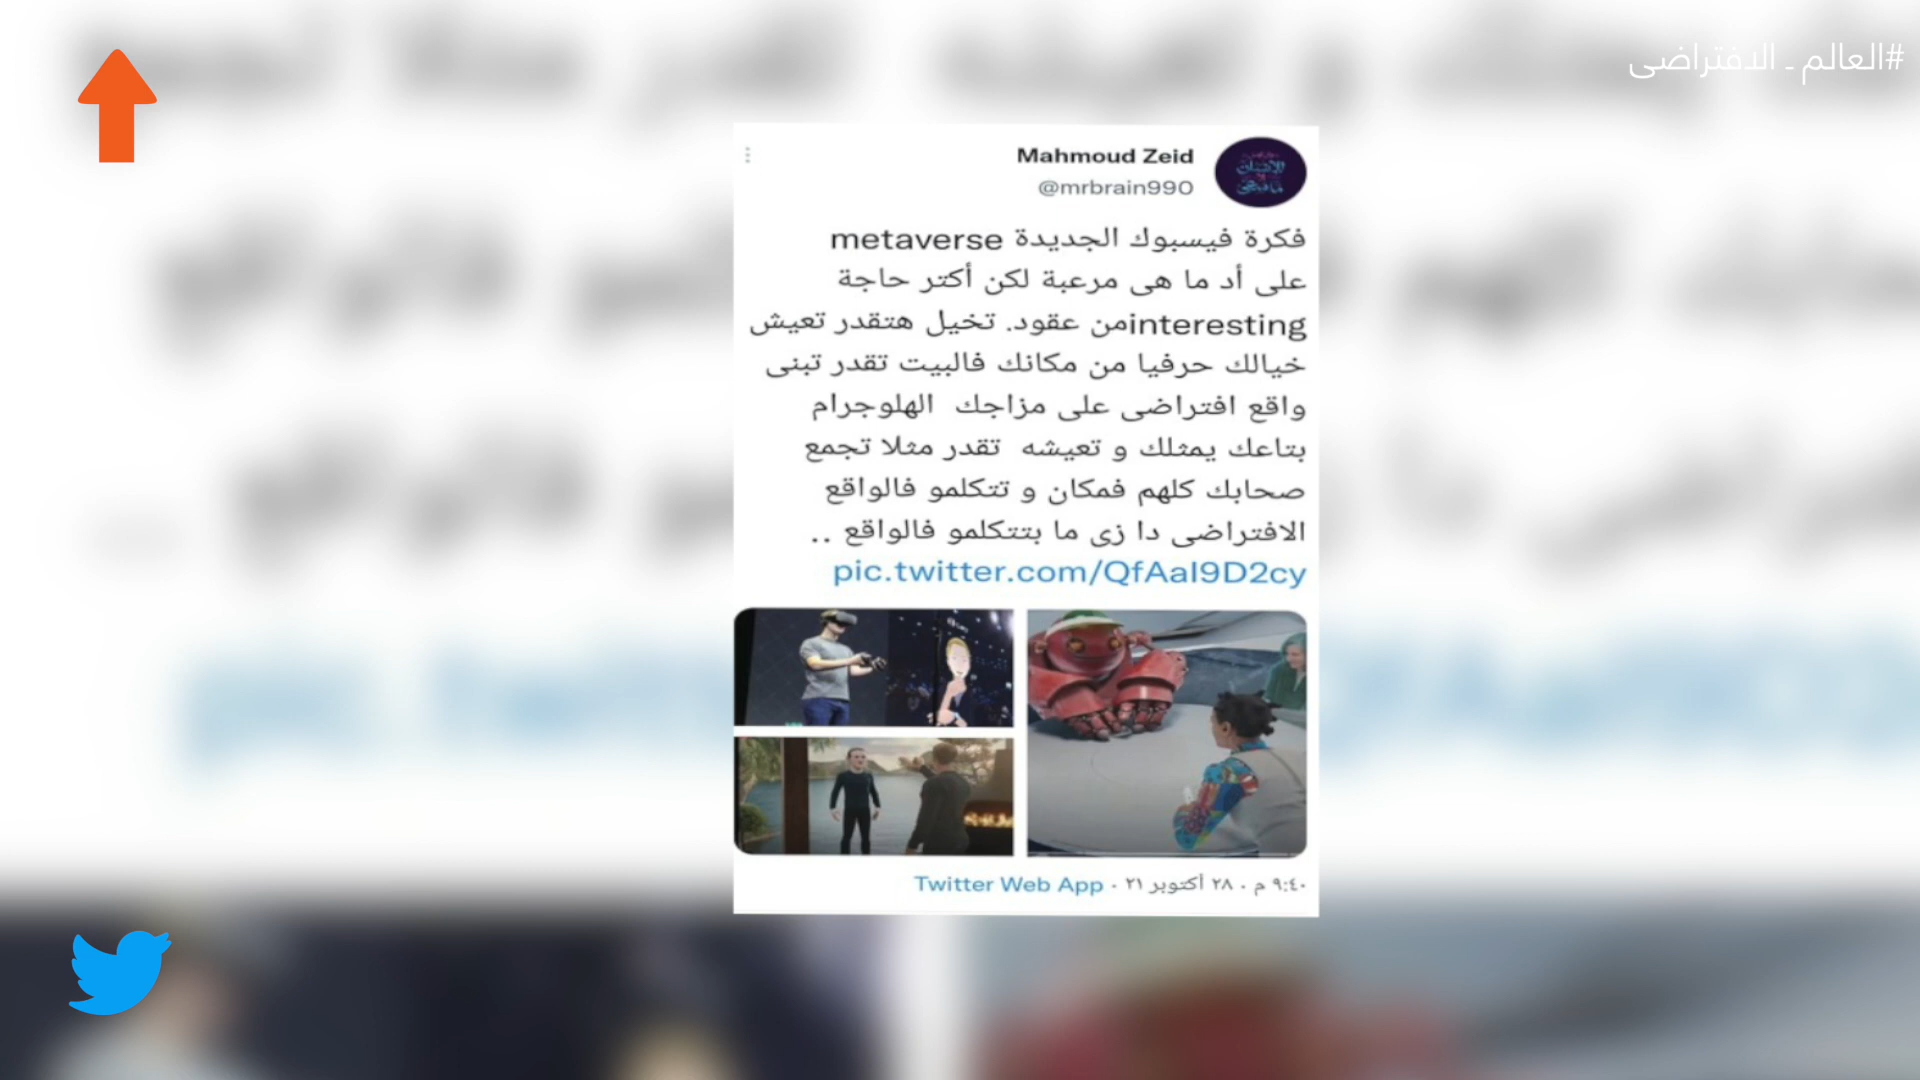 #العالم - الافتراضى
Mahmoud Zeid
@mrbrain990
فكرة فيسبوك الجديدة metaverse
على أد ما هى مرعبة لكن أكتر حاجة
interestingمن عقود. تخيل هتقدر تعيش
خيالك حرفيا من مكانك فالبيت تقدر تبنى
واقع افتراضى على مزاجك الهلوجرام
بتاعك يمثلك و تعيشه تقدر مثلا تجمع
صحابك كلهم فمكان و تتكلمو فالواقع
الافتراضى دا زى ما بتتكلمو فالواقع ..
pic.twitter.com/QfAaI9D2cy
٩:٤٠ م · ٢٨ أكتوبر ٢١ · Twitter Web App